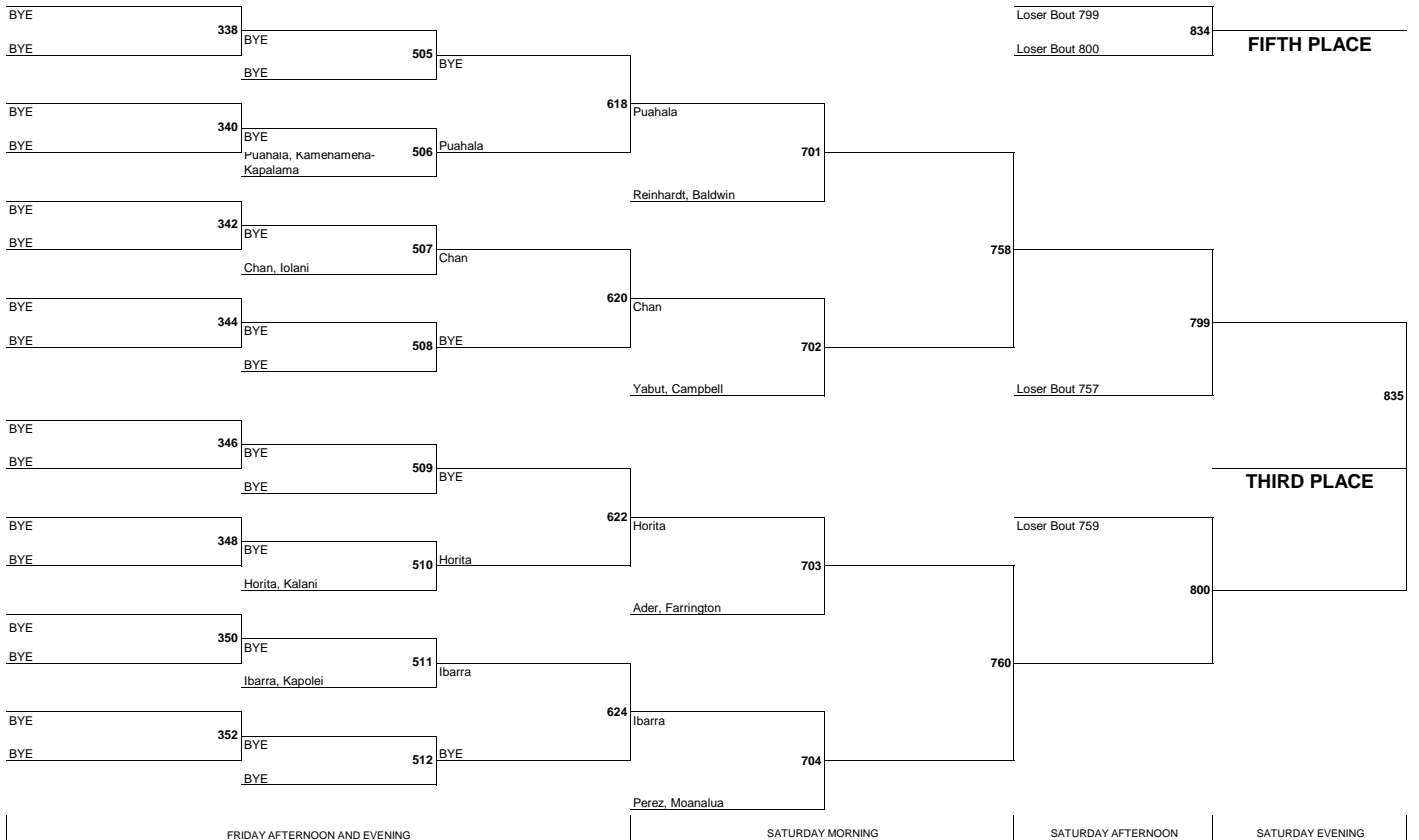 BYE
Loser Bout 799
338
BYE
834
BYE
Loser Bout 800
FIFTH PLACE
505
BYE
BYE
BYE
618
Puahala
340
BYE
BYE
Puahala, Kamehameha-
Kapalama
506
Puahala
701
Reinhardt, Baldwin
BYE
342
BYE
BYE
507
Chan
758
Chan, Iolani
620
Chan
BYE
344
BYE
799
BYE
508
BYE
702
BYE
Yabut, Campbell
Loser Bout 757
835
BYE
346
BYE
BYE
509
BYE
THIRD PLACE
BYE
622
Horita
Loser Bout 759
BYE
348
BYE
BYE
510
Horita
703
Horita, Kalani
800
Ader, Farrington
BYE
350
BYE
BYE
511
Ibarra
760
Ibarra, Kapolei
624
Ibarra
BYE
352
BYE
BYE
512
BYE
704
BYE
Perez, Moanalua
FRIDAY AFTERNOON AND EVENING
SATURDAY MORNING
SATURDAY AFTERNOON
SATURDAY EVENING